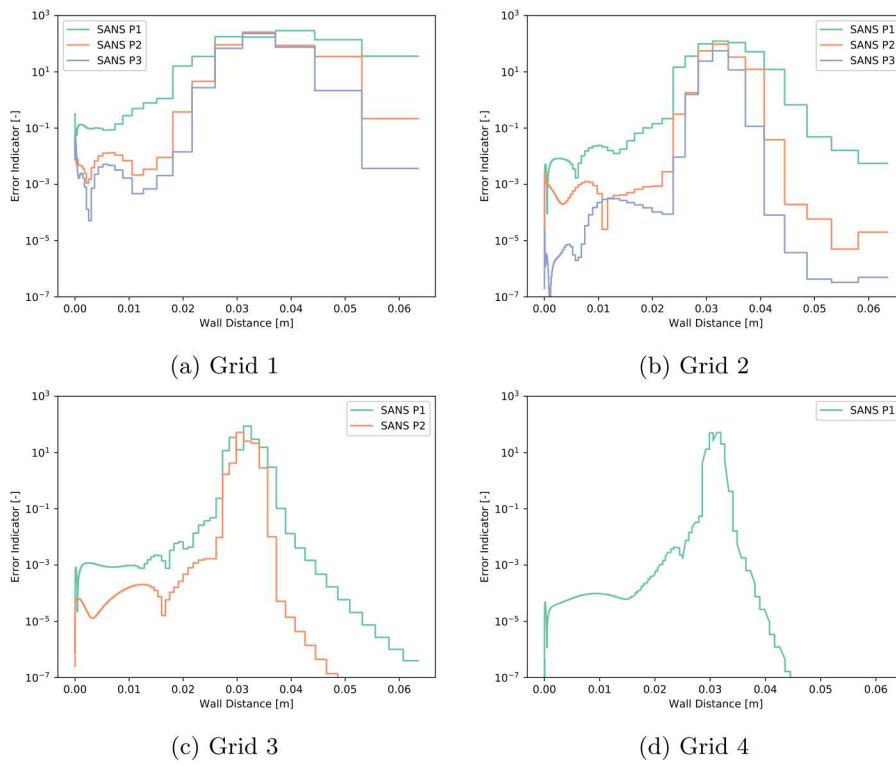 10^3
10^1
10^-1
10^-3
10^-5
10^-7
Error Indicator [-]
SANS P1
SANS P2
SANS P3
0.00 0.01 0.02 0.03 0.04 0.05 0.06
Wall Distance [m]
(a) Grid 1
10^3
10^1
10^-1
10^-3
10^-5
10^-7
Error Indicator [-]
SANS P1
SANS P2
SANS P3
0.00 0.01 0.02 0.03 0.04 0.05 0.06
Wall Distance [m]
(b) Grid 2
10^3
10^1
10^-1
10^-3
10^-5
10^-7
Error Indicator [-]
SANS P1
SANS P2
0.00 0.01 0.02 0.03 0.04 0.05 0.06
Wall Distance [m]
(c) Grid 3
10^3
10^1
10^-1
10^-3
10^-5
10^-7
Error Indicator [-]
SANS P1
0.00 0.01 0.02 0.03 0.04 0.05 0.06
Wall Distance [m]
(d) Grid 4